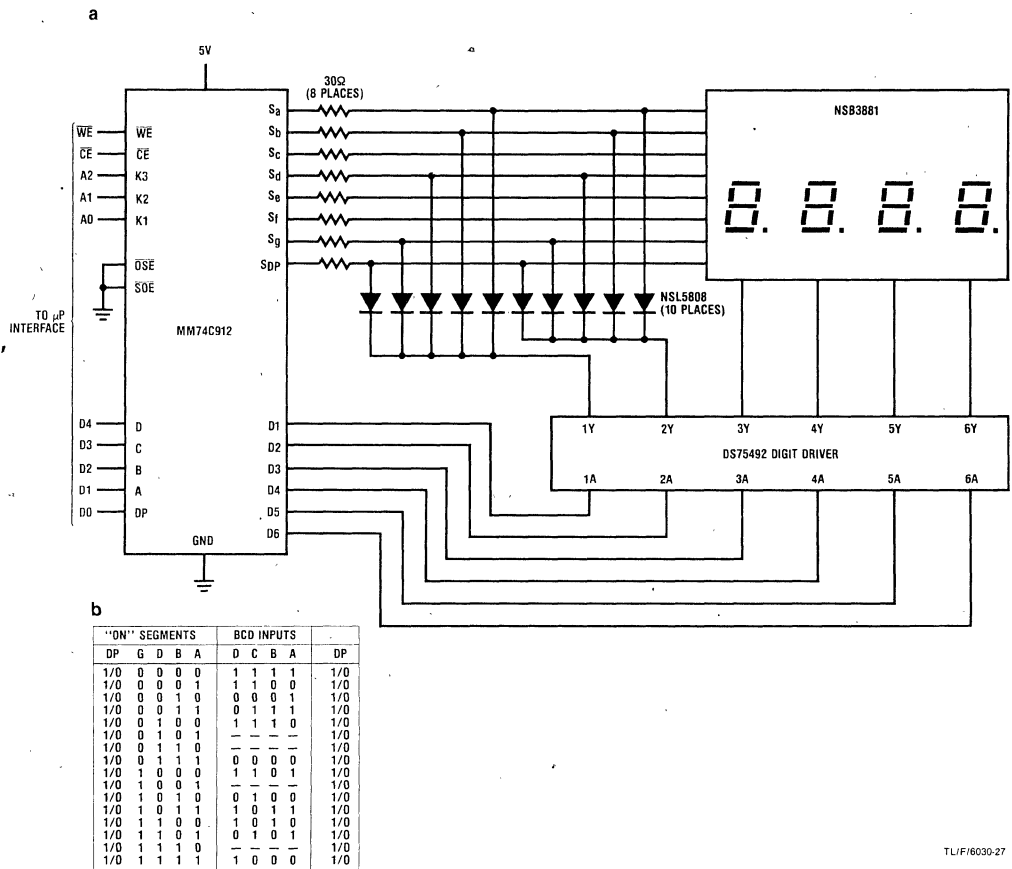 a
5V
30Ω
(8 PLACES)
NSB3881
Sa
Sb
Sc
Sd
Se
Sf
Sg
SDP
WE WE
CE CE
A2 K3
A1 K2
A0 K1
OSE
SOE
TO μP
INTERFACE
MM74C912
NSL5808
(10 PLACES)
8. 8. 8. 8.
D4 D
D3 C
D2 B
D1 A
D0 DP
GND
D1
D2
D3
D4
D5
D6
1Y 2Y 3Y 4Y 5Y 6Y
DS75492 DIGIT DRIVER
1A 2A 3A 4A 5A 6A
b
"ON" SEGMENTS BCD INPUTS
DP G D B A D C B A DP
1/0 0 0 0 0 1 1 1 1 1/0
1/0 0 0 0 1 1 1 0 0 1/0
1/0 0 0 1 0 0 0 0 1 1/0
1/0 0 0 1 1 0 1 1 1 1/0
1/0 0 1 0 0 1 1 1 0 1/0
1/0 0 1 0 1 — — — — 1/0
1/0 0 1 1 0 — — — — 1/0
1/0 0 1 1 1 0 0 0 0 1/0
1/0 1 0 0 0 1 1 0 1 1/0
1/0 1 0 0 1 — — — — 1/0
1/0 1 0 1 0 0 1 0 0 1/0
1/0 1 0 1 1 1 0 1 1 1/0
1/0 1 1 0 0 1 0 1 0 1/0
1/0 1 1 0 1 0 1 0 1 1/0
1/0 1 1 1 0 — — — — 1/0
1/0 1 1 1 1 1 0 0 0 1/0
TL/F/6030-27